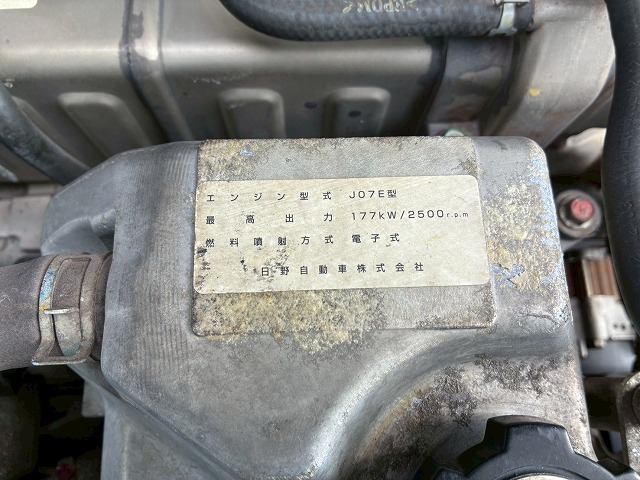 エンジン型式 J07E型
最高出力 177kW/2500r.p.m
燃料噴射方式 電子式
日野自動車株式会社